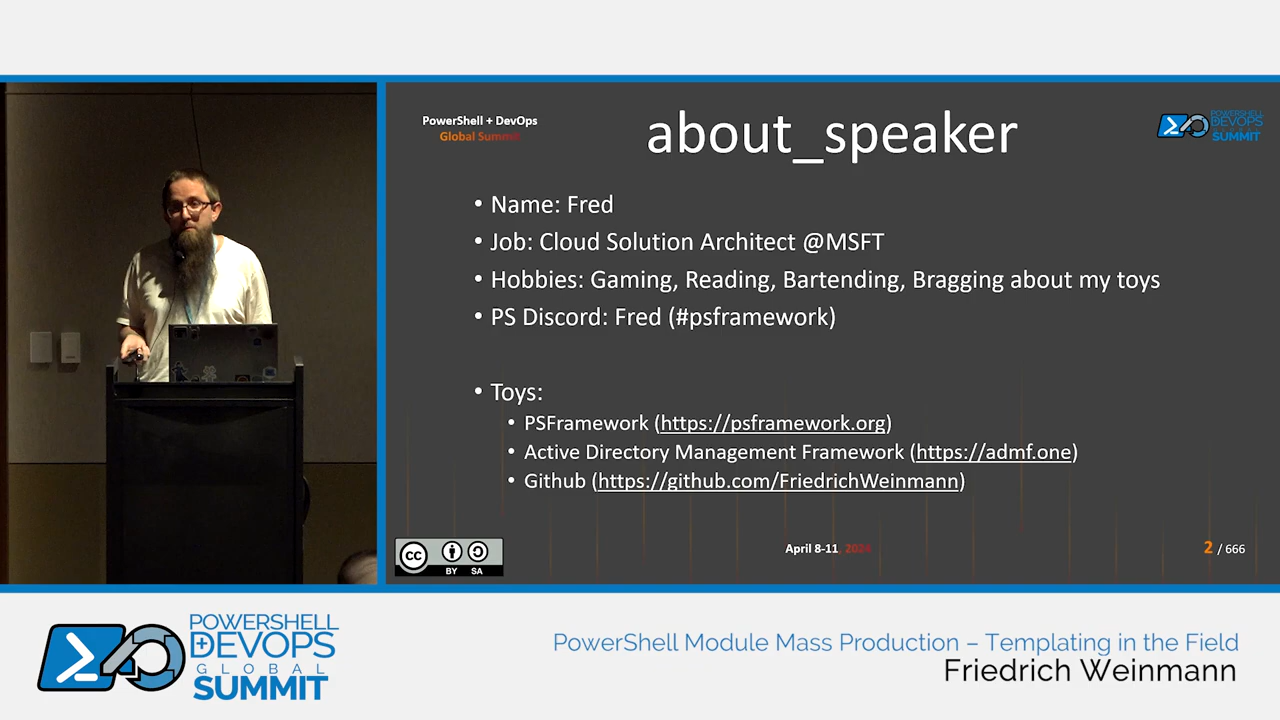 PowerShell + DevOps
Global Summit
about_speaker
POWERSHELL
DEVOPS
SUMMIT
• Name: Fred
• Job: Cloud Solution Architect @MSFT
• Hobbies: Gaming, Reading, Bartending, Bragging about my toys
• PS Discord: Fred (#psframework)
• Toys:
• PSFramework (https://psframework.org)
• Active Directory Management Framework (https://admf.one)
• Github (https://github.com/FriedrichWeinmann)
cc
BY SA
April 8-11, 2024
2 / 666
POWERSHELL
DEVOPS
GLOBAL
SUMMIT
PowerShell Module Mass Production – Templating in the Field
Friedrich Weinmann